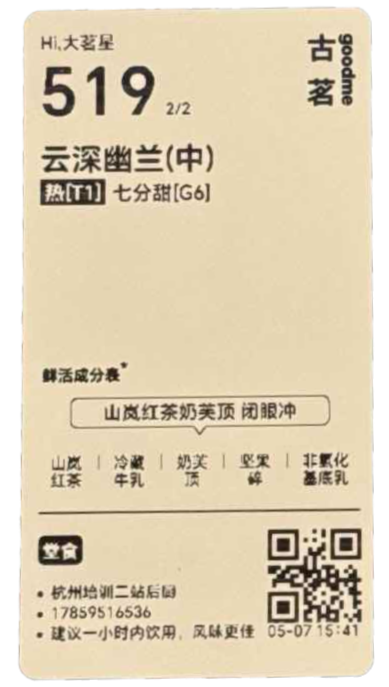 Hi,大茗星
古茗
goodme
519 2/2
云深幽兰(中)
热[T1] 七分甜[G6]
鲜活成分表*
山岚红茶奶芙顶 闭眼冲
山岚红茶 | 冷藏牛乳 | 奶芙顶 | 坚果碎 | 非氢化基底乳
堂食
• 杭州培训二站后厨
• 17859516536
• 建议一小时内饮用，风味更佳
05-07 15:41